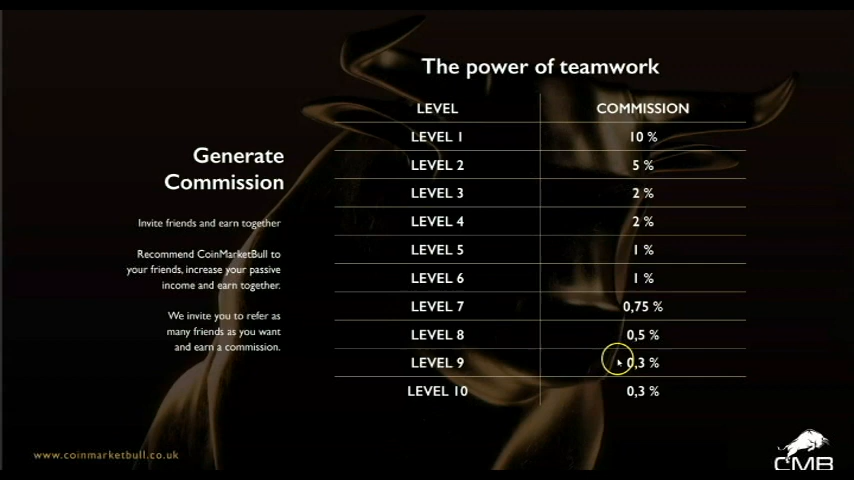 The power of teamwork
LEVEL COMMISSION
LEVEL 1 10 %
LEVEL 2 5 %
LEVEL 3 2 %
LEVEL 4 2 %
LEVEL 5 1 %
LEVEL 6 1 %
LEVEL 7 0,75 %
LEVEL 8 0,5 %
LEVEL 9 0,3 %
LEVEL 10 0,3 %
Generate
Commission
Invite friends and earn together
Recommend CoinMarketBull to
your friends, increase your passive
income and earn together.
We invite you to refer as
many friends as you want
and earn a commission.
www.coinmarketbull.co.uk
CMB